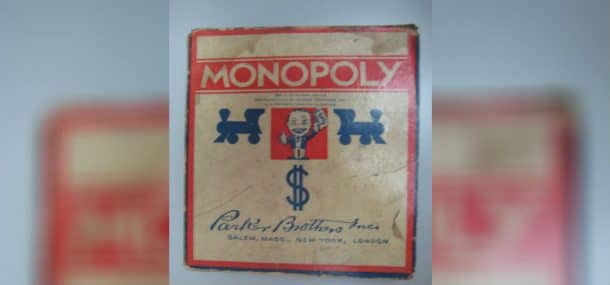 MONOPOLY
$
Parker Brothers Inc.
SALEM, MASS., NEW YORK, LONDON